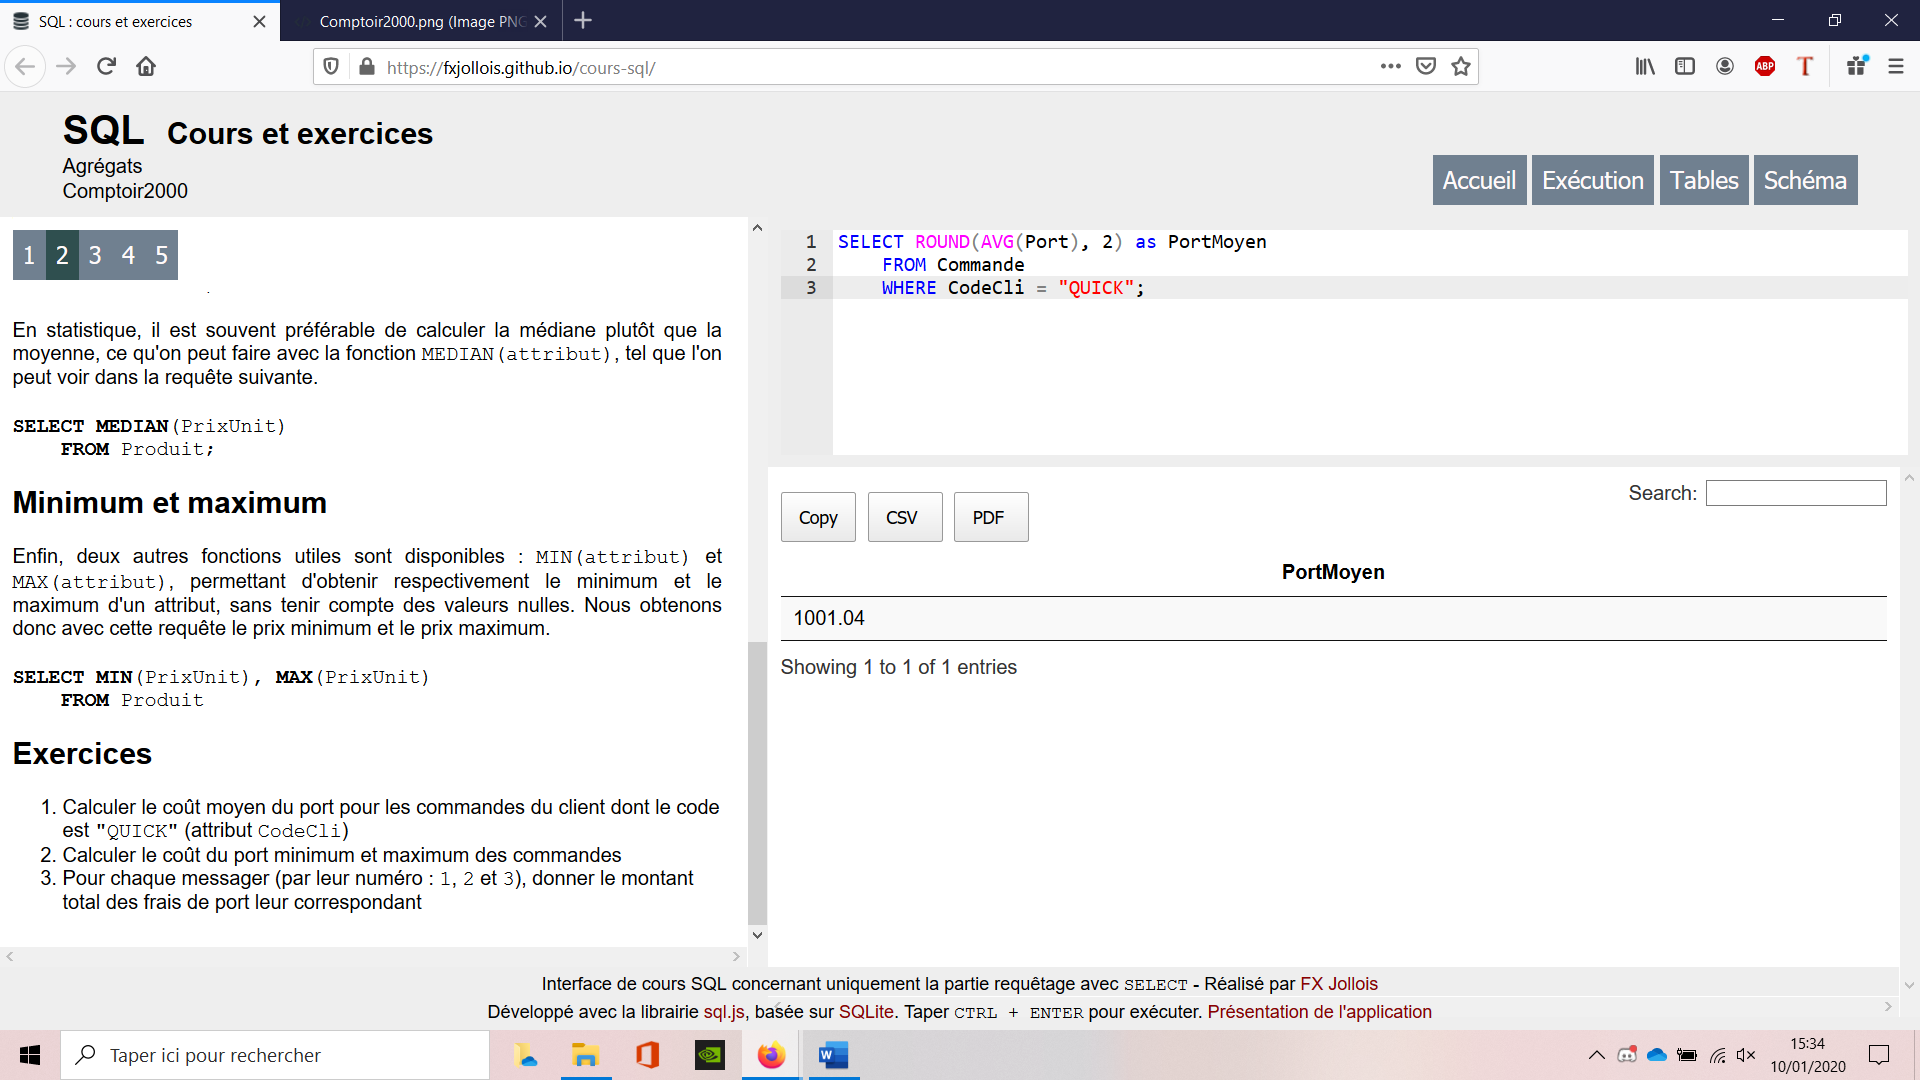 SQL : cours et exercices
Comptoir2000.png (Image PNG
https://fxjollois.github.io/cours-sql/
ABP
T
SQL Cours et exercices
Agrégats
Comptoir2000
Accueil Exécution Tables Schéma
1 2 3 4 5
En statistique, il est souvent préférable de calculer la médiane plutôt que la
moyenne, ce qu'on peut faire avec la fonction MEDIAN(attribut), tel que l'on
peut voir dans la requête suivante.
SELECT MEDIAN(PrixUnit)
FROM Produit;
Minimum et maximum
Enfin, deux autres fonctions utiles sont disponibles : MIN(attribut) et
MAX(attribut), permettant d'obtenir respectivement le minimum et le
maximum d'un attribut, sans tenir compte des valeurs nulles. Nous obtenons
donc avec cette requête le prix minimum et le prix maximum.
SELECT MIN(PrixUnit), MAX(PrixUnit)
FROM Produit
Exercices
1. Calculer le coût moyen du port pour les commandes du client dont le code
est "QUICK" (attribut CodeCli)
2. Calculer le coût du port minimum et maximum des commandes
3. Pour chaque messager (par leur numéro : 1, 2 et 3), donner le montant
total des frais de port leur correspondant
1 SELECT ROUND(AVG(Port), 2) as PortMoyen
2 FROM Commande
3 WHERE CodeCli = "QUICK";
Search:
Copy CSV PDF
PortMoyen
1001.04
Showing 1 to 1 of 1 entries
Interface de cours SQL concernant uniquement la partie requêtage avec SELECT - Réalisé par FX Jollois
Développé avec la librairie sql.js, basée sur SQLite. Taper CTRL + ENTER pour exécuter. Présentation de l'application
Taper ici pour rechercher
15:34
10/01/2020